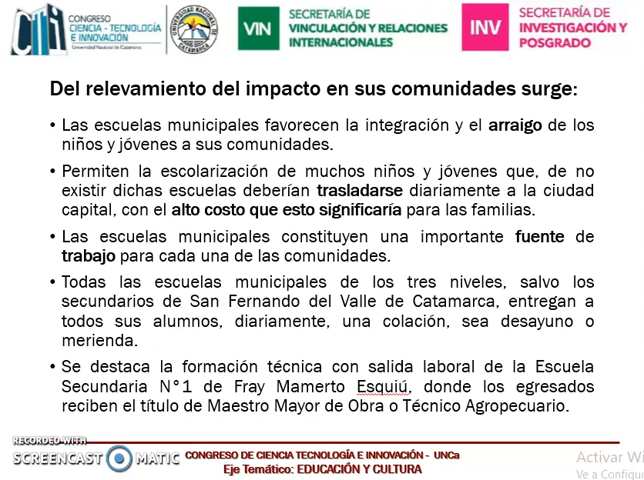 CONGRESO
CIENCIA - TECNOLOGÍA
E INNOVACIÓN
Universidad Nacional de Catamarca
VIN
SECRETARÍA DE
VINCULACIÓN Y RELACIONES
INTERNACIONALES
INV
SECRETARÍA DE
INVESTIGACIÓN Y
POSGRADO
Del relevamiento del impacto en sus comunidades surge:
• Las escuelas municipales favorecen la integración y el arraigo de los
niños y jóvenes a sus comunidades.
• Permiten la escolarización de muchos niños y jóvenes que, de no
existir dichas escuelas deberían trasladarse diariamente a la ciudad
capital, con el alto costo que esto significaría para las familias.
• Las escuelas municipales constituyen una importante fuente de
trabajo para cada una de las comunidades.
• Todas las escuelas municipales de los tres niveles, salvo los
secundarios de San Fernando del Valle de Catamarca, entregan a
todos sus alumnos, diariamente, una colación, sea desayuno o
merienda.
• Se destaca la formación técnica con salida laboral de la Escuela
Secundaria N°1 de Fray Mamerto Esquiú, donde los egresados
reciben el título de Maestro Mayor de Obra o Técnico Agropecuario.
RECORDED WITH
SCREENCAST MATIC
CONGRESO DE CIENCIA TECNOLOGÍA E INNOVACIÓN - UNCa
Eje Temático: EDUCACIÓN Y CULTURA
Activar Wi
Ve a Configur